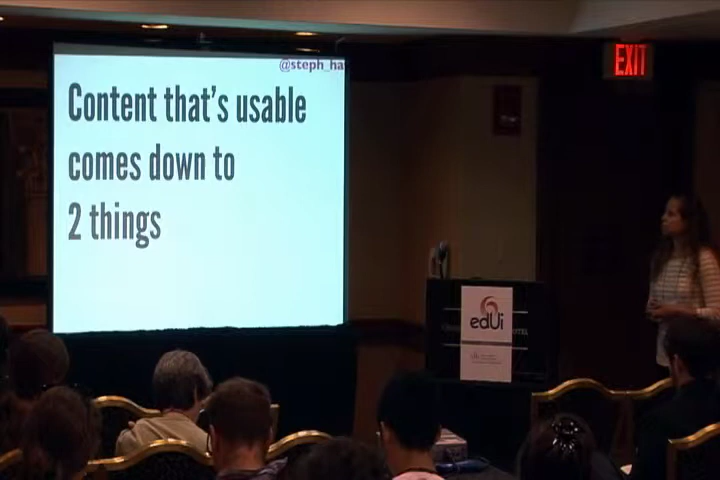 @steph_ha
Content that's usable
comes down to
2 things
EXIT
edUi